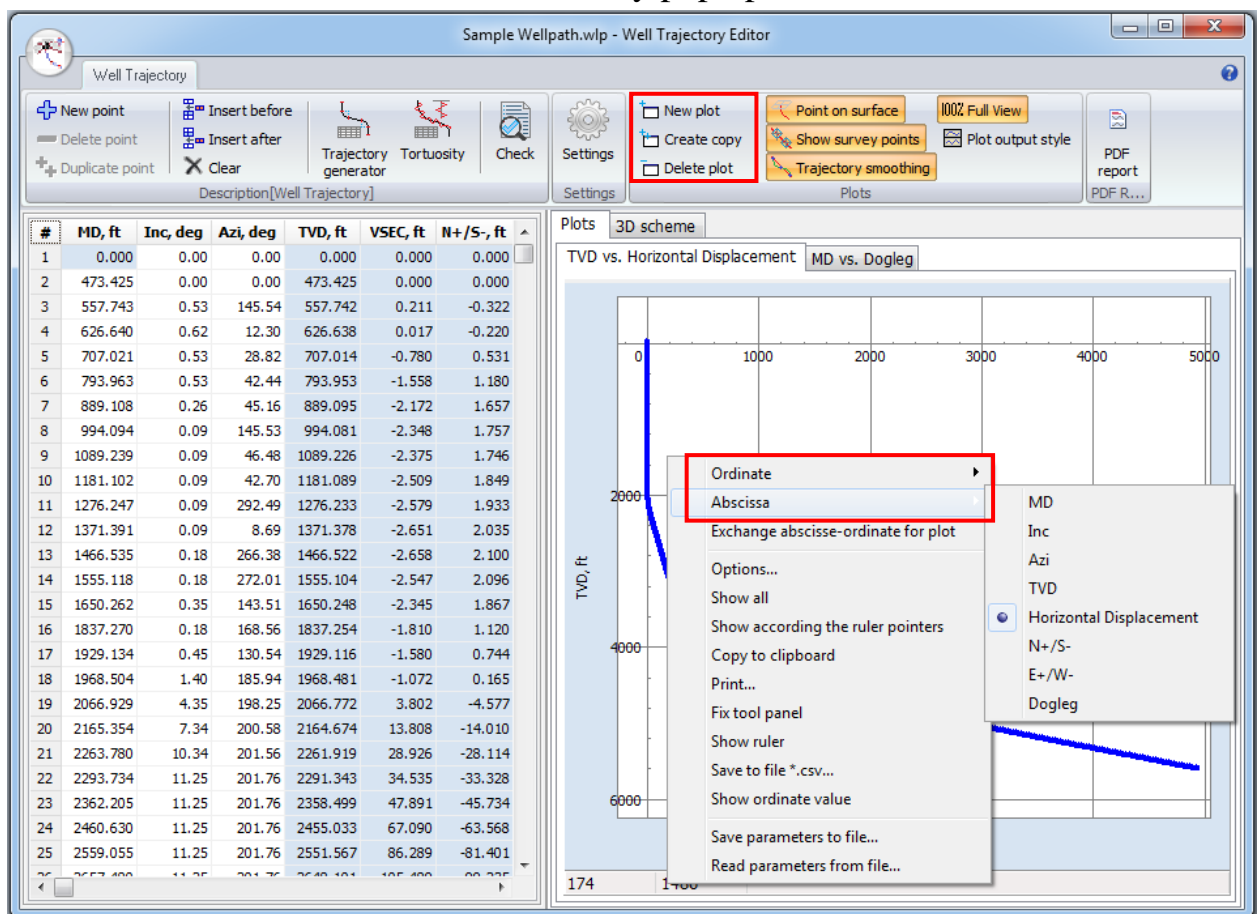 Sample Wellpath.wlp - Well Trajectory Editor
Well Trajectory
New point
Delete point
Duplicate point
Insert before
Insert after
Clear
Trajectory generator
Tortuosity
Check
Description[Well Trajectory]
Settings
Settings
New plot
Create copy
Delete plot
Point on surface
Show survey points
Trajectory smoothing
100% Full View
Plot output style
Plots
PDF report
PDF R...
# MD, ft Inc, deg Azi, deg TVD, ft VSEC, ft N+/S-, ft
1 0.000 0.00 0.00 0.000 0.000 0.000
2 473.425 0.00 0.00 473.425 0.000 0.000
3 557.743 0.53 145.54 557.742 0.211 -0.322
4 626.640 0.62 12.30 626.638 0.017 -0.220
5 707.021 0.53 28.82 707.014 -0.780 0.531
6 793.963 0.53 42.44 793.953 -1.558 1.180
7 889.108 0.26 45.16 889.095 -2.172 1.657
8 994.094 0.09 145.53 994.081 -2.348 1.757
9 1089.239 0.09 46.48 1089.226 -2.375 1.746
10 1181.102 0.09 42.70 1181.089 -2.509 1.849
11 1276.247 0.09 292.49 1276.233 -2.579 1.933
12 1371.391 0.09 8.69 1371.378 -2.651 2.035
13 1466.535 0.18 266.38 1466.522 -2.658 2.100
14 1555.118 0.18 272.01 1555.104 -2.547 2.096
15 1650.262 0.35 143.51 1650.248 -2.345 1.867
16 1837.270 0.18 168.56 1837.254 -1.810 1.120
17 1929.134 0.45 130.54 1929.116 -1.580 0.744
18 1968.504 1.40 185.94 1968.481 -1.072 0.165
19 2066.929 4.35 198.25 2066.772 3.802 -4.577
20 2165.354 7.34 200.58 2164.674 13.808 -14.010
21 2263.780 10.34 201.56 2261.919 28.926 -28.114
22 2293.734 11.25 201.76 2291.343 34.535 -33.328
23 2362.205 11.25 201.76 2358.499 47.891 -45.734
24 2460.630 11.25 201.76 2455.033 67.090 -63.568
25 2559.055 11.25 201.76 2551.567 86.289 -81.401
Plots 3D scheme
TVD vs. Horizontal Displacement MD vs. Dogleg
0 1000 2000 3000 4000 5000
2000
4000
6000
TVD, ft
Ordinate
Abscissa
Exchange abscisse-ordinate for plot
Options...
Show all
Show according the ruler pointers
Copy to clipboard
Print...
Fix tool panel
Show ruler
Save to file *.csv...
Show ordinate value
Save parameters to file...
Read parameters from file...
MD
Inc
Azi
TVD
Horizontal Displacement
N+/S-
E+/W-
Dogleg
174